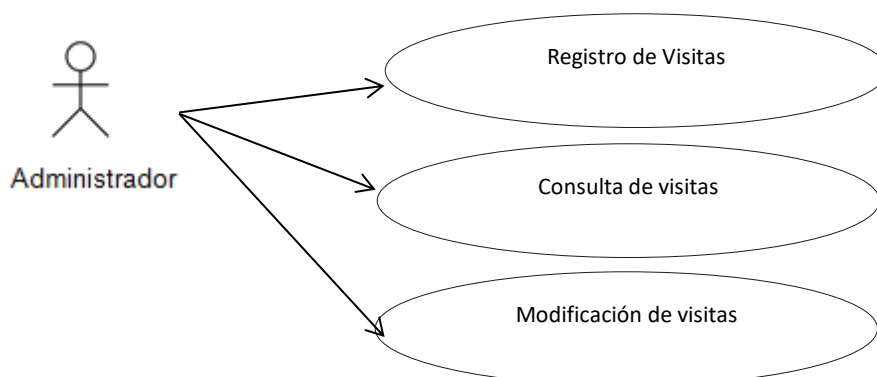 Registro de Visitas
Administrador
Consulta de visitas
Modificación de visitas